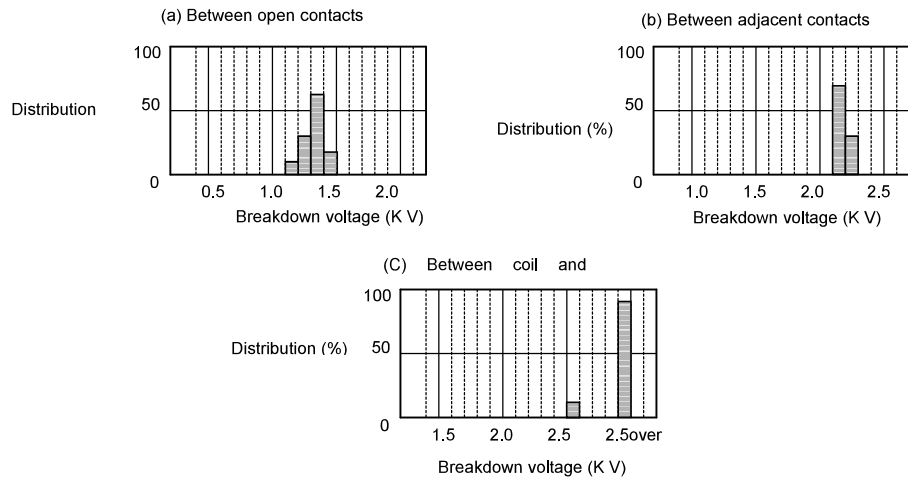 (a) Between open contacts
100
Distribution
50
0
0.5 1.0 1.5 2.0
Breakdown voltage (K V)
(b) Between adjacent contacts
100
50
Distribution (%)
0
1.0 1.5 2.0 2.5
Breakdown voltage (K V)
(C) Between coil and
100
Distribution (%)
50
0
1.5 2.0 2.5 2.5over
Breakdown voltage (K V)